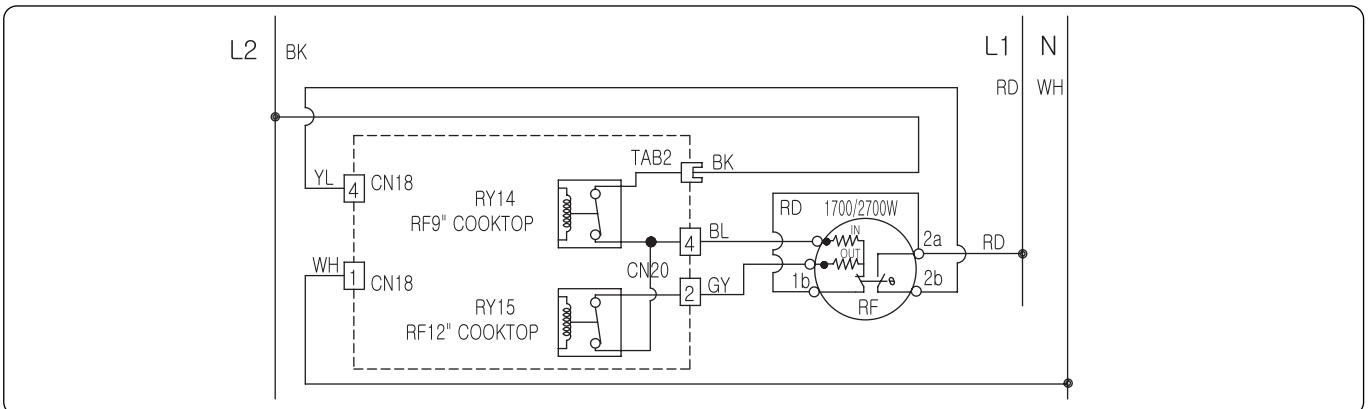 L2 BK L1 N
RD WH
TAB2 BK
YL 4 CN18
RY14
RF9" COOKTOP
RD 1700/2700W
IN
4 BL 2a RD
OUT
WH 1 CN18
CN20
2 GY 1b θ 2b
RY15
RF12" COOKTOP
RF